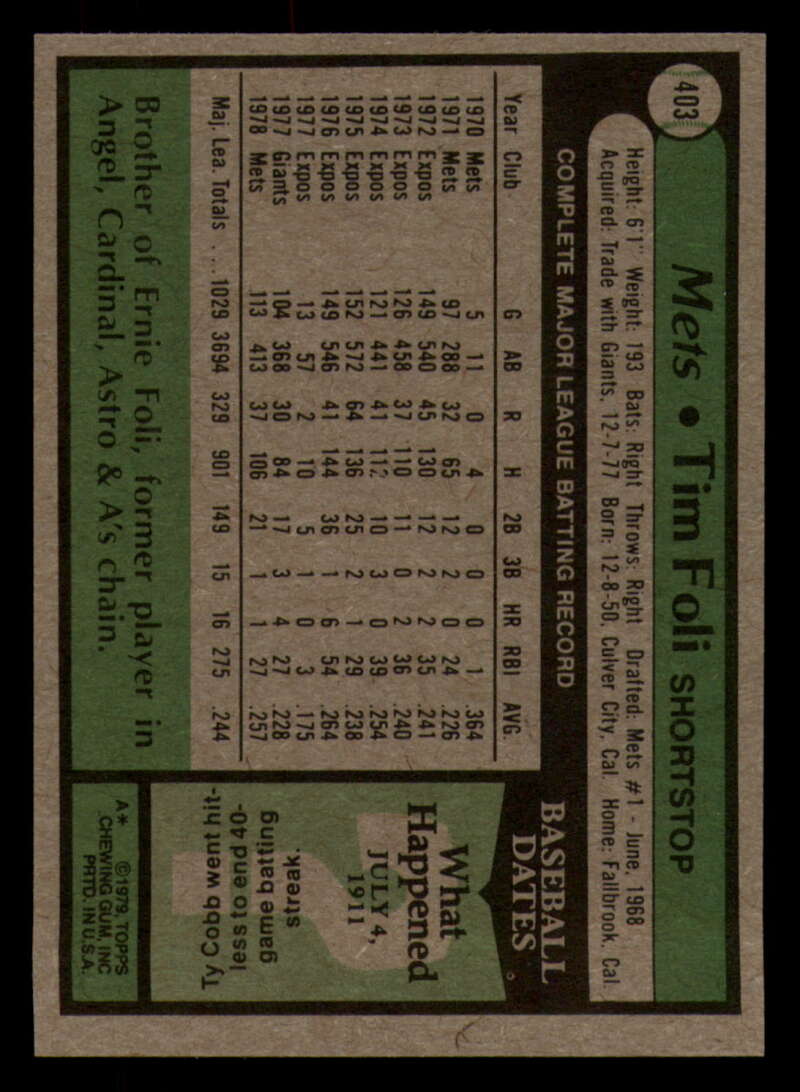 403
Mets • Tim Foli SHORTSTOP
Height: 6'1" Weight: 193 Bats: Right Throws: Right Drafted: Mets #1 - June, 1968
Acquired: Trade with Giants, 12-7-77 Born: 12-8-50, Culver City, Cal. Home: Fallbrook, Cal.
COMPLETE MAJOR LEAGUE BATTING RECORD
Year Club G AB R H 2B 3B HR RBI AVG.
1970 Mets 5 11 0 4 0 0 0 1 .364
1971 Mets 97 288 32 65 12 2 0 24 .226
1972 Expos 149 540 45 130 12 2 2 35 .241
1973 Expos 126 458 37 110 11 0 2 36 .240
1974 Expos 121 441 41 112 10 3 0 39 .254
1975 Expos 152 572 64 136 25 2 1 29 .238
1976 Expos 149 546 41 144 36 1 6 54 .264
1977 Expos 13 57 2 10 5 1 0 3 .175
1977 Giants 104 368 30 84 17 3 4 27 .228
1978 Mets 113 413 37 106 21 1 1 27 .257
Maj. Lea. Totals ... 1029 3694 329 901 149 15 16 275 .244
Brother of Ernie Foli, former player in
Angel, Cardinal, Astro & A's chain.
BASEBALL
DATES
What
Happened
JULY 4,
1911
Ty Cobb went hit-
less to end 40-
game batting
streak.
A* ©1979 TOPPS
CHEWING GUM, INC
PRTD. IN U.S.A.